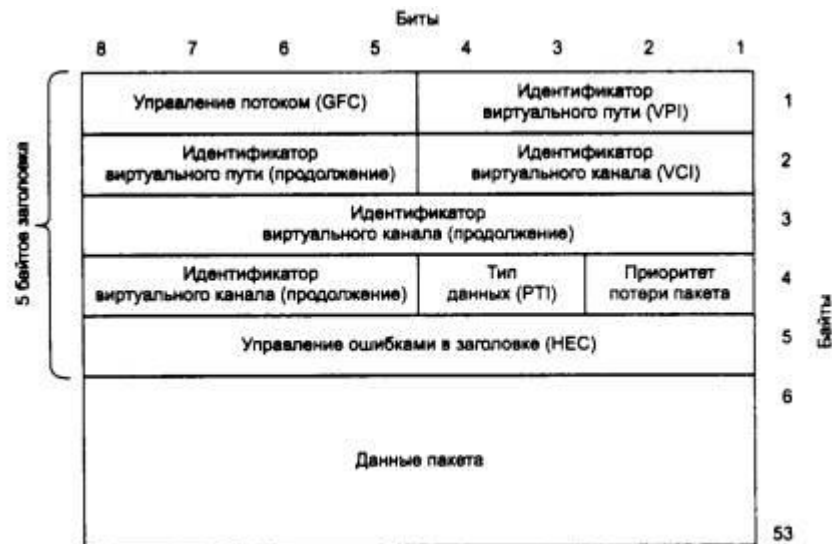 Биты
8 7 6 5 4 3 2 1
Управление потоком (GFC)
Идентификатор
виртуального пути (VPI)
1
Идентификатор
виртуального пути (продолжение)
Идентификатор
виртуального канала (VCI)
2
Идентификатор
виртуального канала (продолжение)
3
Идентификатор
виртуального канала (продолжение)
Тип
данных (PTI)
Приоритет
потери пакета
4
Управление ошибками в заголовке (HEC)
5
5 байтов заголовка
Байты
6
Данные пакета
53